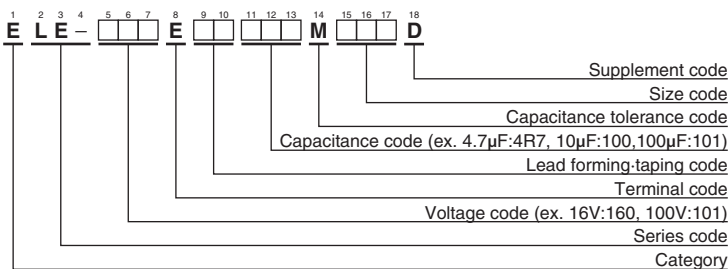 1 2 3 4 5 6 7 8 9 10 11 12 13 14 15 16 17 18
E L E – E M D
Supplement code
Size code
Capacitance tolerance code
Capacitance code (ex. 4.7µF:4R7, 10µF:100,100µF:101)
Lead forming·taping code
Terminal code
Voltage code (ex. 16V:160, 100V:101)
Series code
Category